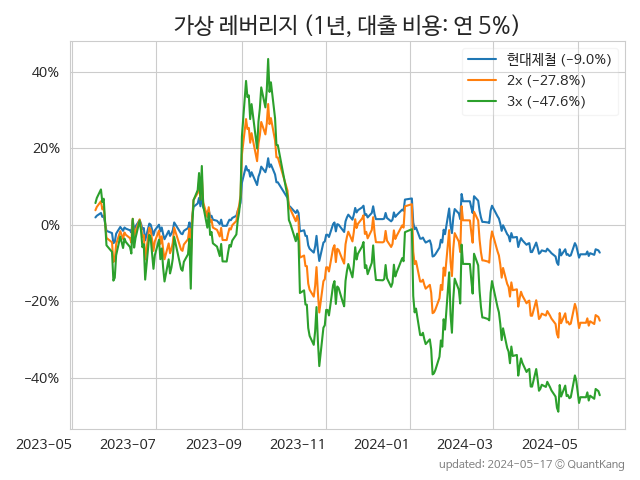 가상 레버리지 (1년, 대출 비용: 연 5%)
현대제철 (−9.0%)
2x (−27.8%)
3x (−47.6%)
40%
20%
0%
−20%
−40%
2023-05 2023-07 2023-09 2023-11 2024-01 2024-03 2024-05
updated: 2024-05-17 © QuantKang